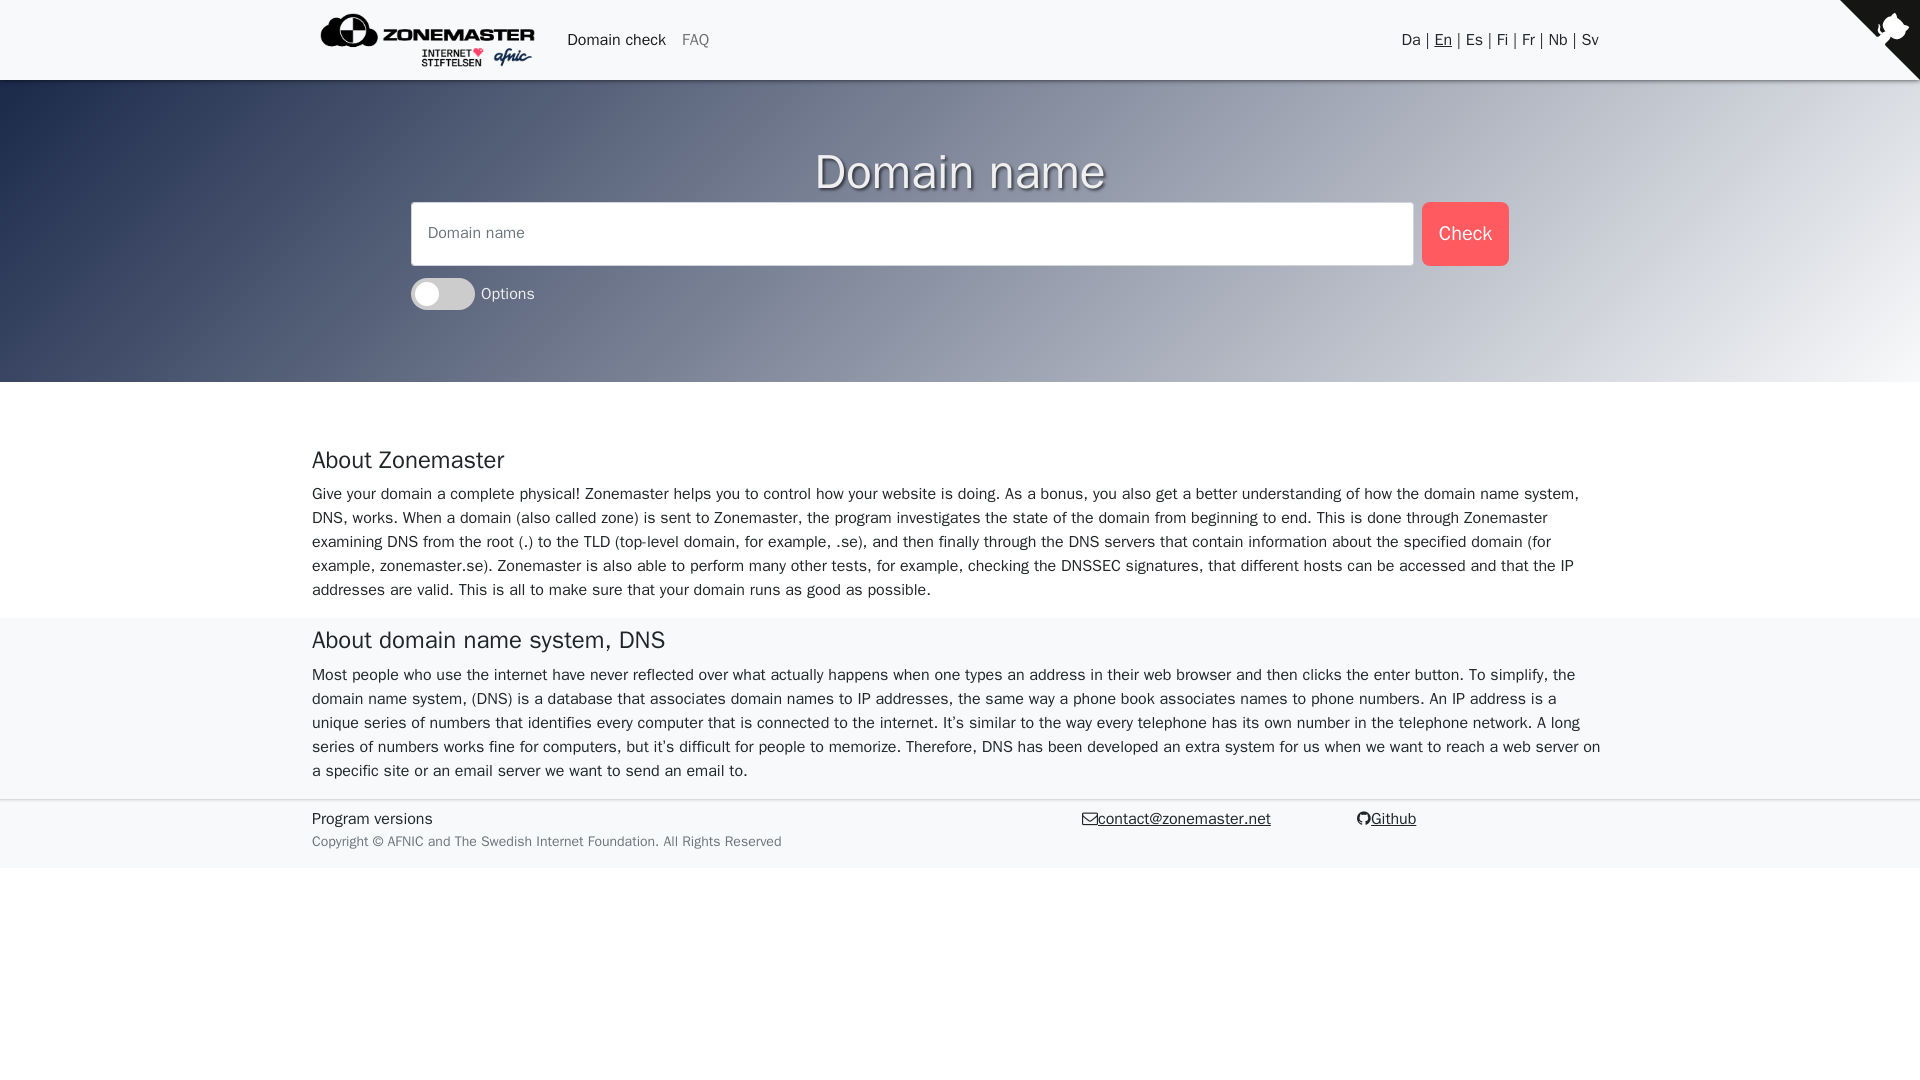 ZONEMASTER
INTERNET
STIFTELSEN afnic
Domain check FAQ
Da | En | Es | Fi | Fr | Nb | Sv
Domain name
Domain name
Check
Options
About Zonemaster
Give your domain a complete physical! Zonemaster helps you to control how your website is doing. As a bonus, you also get a better understanding of how the domain name system,
DNS, works. When a domain (also called zone) is sent to Zonemaster, the program investigates the state of the domain from beginning to end. This is done through Zonemaster
examining DNS from the root (.) to the TLD (top-level domain, for example, .se), and then finally through the DNS servers that contain information about the specified domain (for
example, zonemaster.se). Zonemaster is also able to perform many other tests, for example, checking the DNSSEC signatures, that different hosts can be accessed and that the IP
addresses are valid. This is all to make sure that your domain runs as good as possible.
About domain name system, DNS
Most people who use the internet have never reflected over what actually happens when one types an address in their web browser and then clicks the enter button. To simplify, the
domain name system, (DNS) is a database that associates domain names to IP addresses, the same way a phone book associates names to phone numbers. An IP address is a
unique series of numbers that identifies every computer that is connected to the internet. It's similar to the way every telephone has its own number in the telephone network. A long
series of numbers works fine for computers, but it's difficult for people to memorize. Therefore, DNS has been developed an extra system for us when we want to reach a web server on
a specific site or an email server we want to send an email to.
Program versions
contact@zonemaster.net
Github
Copyright © AFNIC and The Swedish Internet Foundation. All Rights Reserved